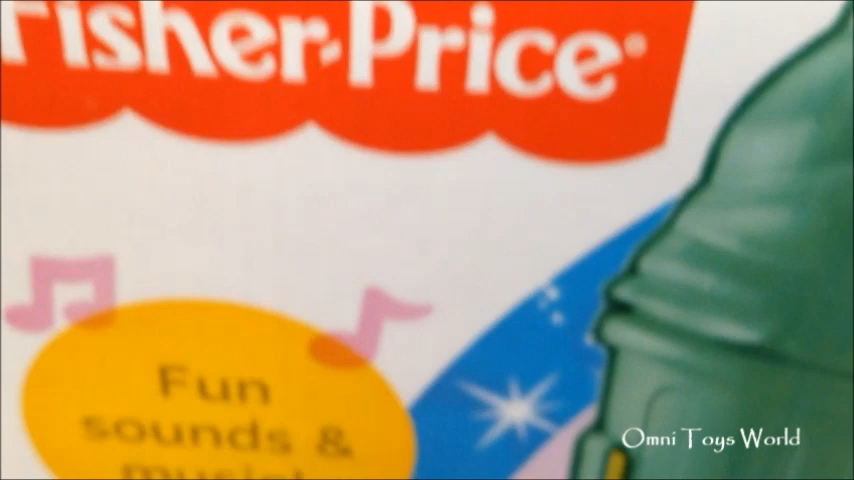 Fisher-Price
Fun
sounds &
music!
Omni Toys World